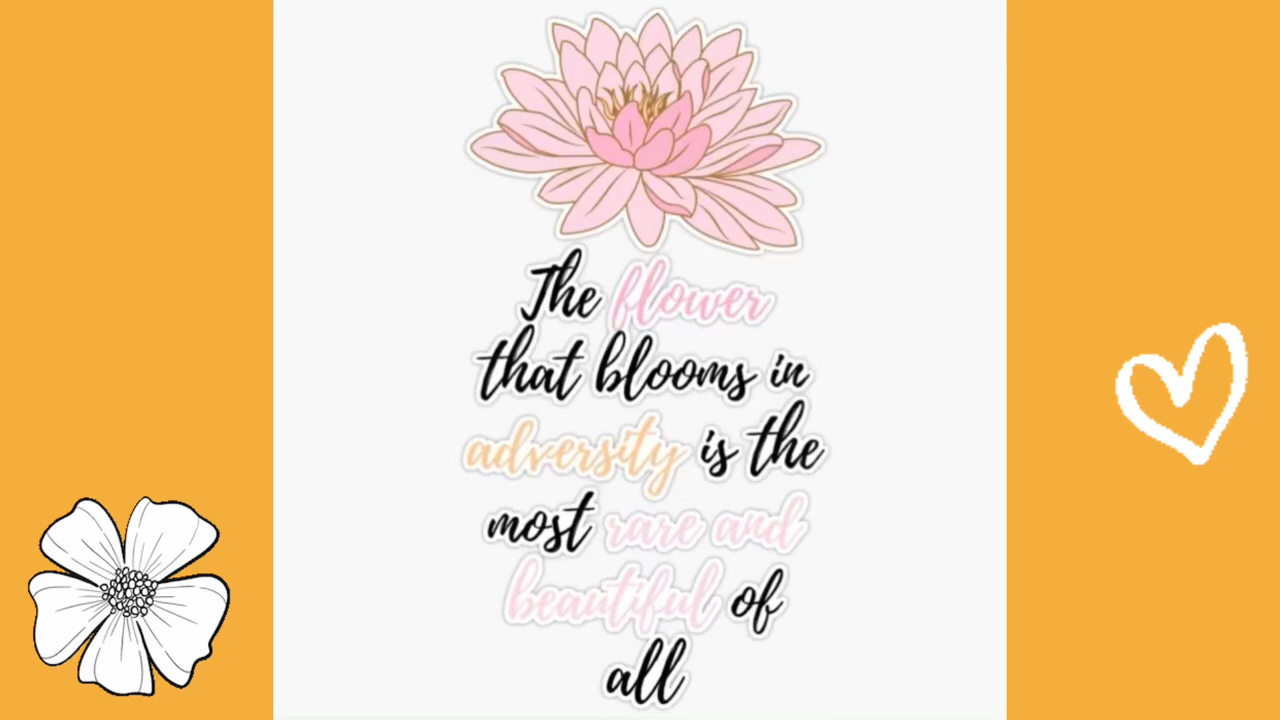 The flower
that blooms in
adversity is the
most rare and
beautiful of
all